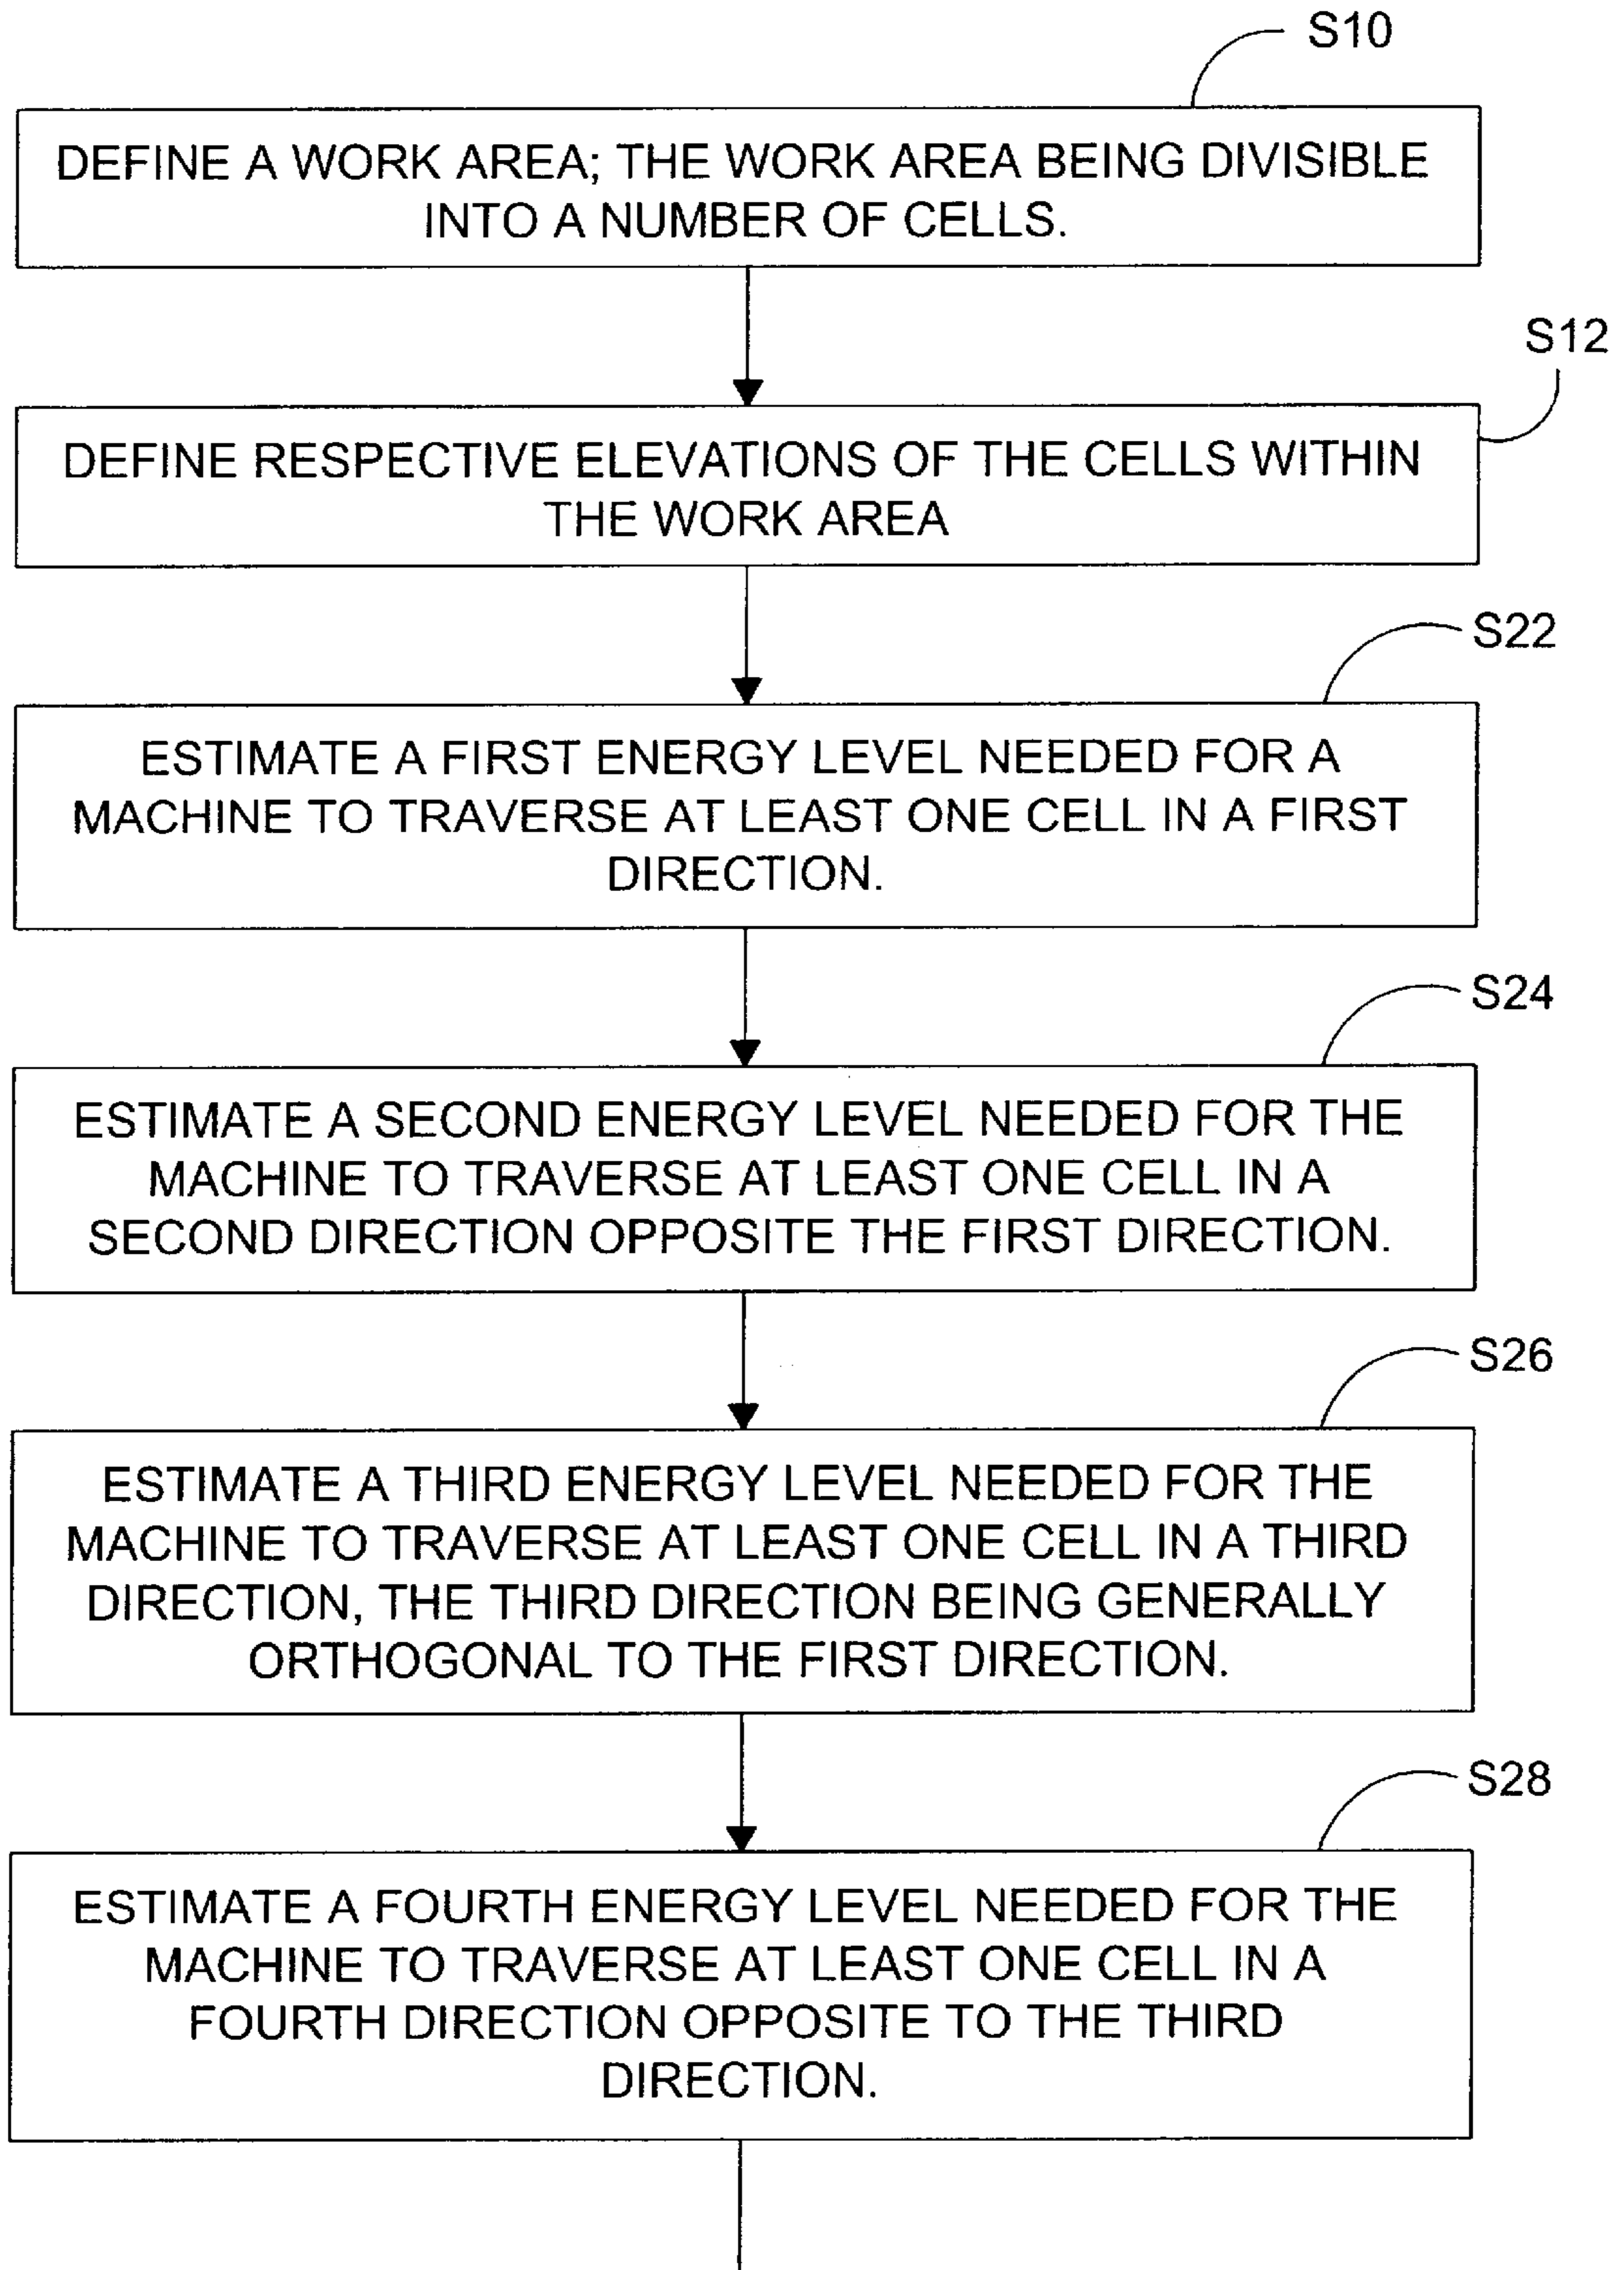 S10
DEFINE A WORK AREA; THE WORK AREA BEING DIVISIBLE
INTO A NUMBER OF CELLS.
S12
DEFINE RESPECTIVE ELEVATIONS OF THE CELLS WITHIN
THE WORK AREA
S22
ESTIMATE A FIRST ENERGY LEVEL NEEDED FOR A
MACHINE TO TRAVERSE AT LEAST ONE CELL IN A FIRST
DIRECTION.
S24
ESTIMATE A SECOND ENERGY LEVEL NEEDED FOR THE
MACHINE TO TRAVERSE AT LEAST ONE CELL IN A
SECOND DIRECTION OPPOSITE THE FIRST DIRECTION.
S26
ESTIMATE A THIRD ENERGY LEVEL NEEDED FOR THE
MACHINE TO TRAVERSE AT LEAST ONE CELL IN A THIRD
DIRECTION, THE THIRD DIRECTION BEING GENERALLY
ORTHOGONAL TO THE FIRST DIRECTION.
S28
ESTIMATE A FOURTH ENERGY LEVEL NEEDED FOR THE
MACHINE TO TRAVERSE AT LEAST ONE CELL IN A
FOURTH DIRECTION OPPOSITE TO THE THIRD
DIRECTION.